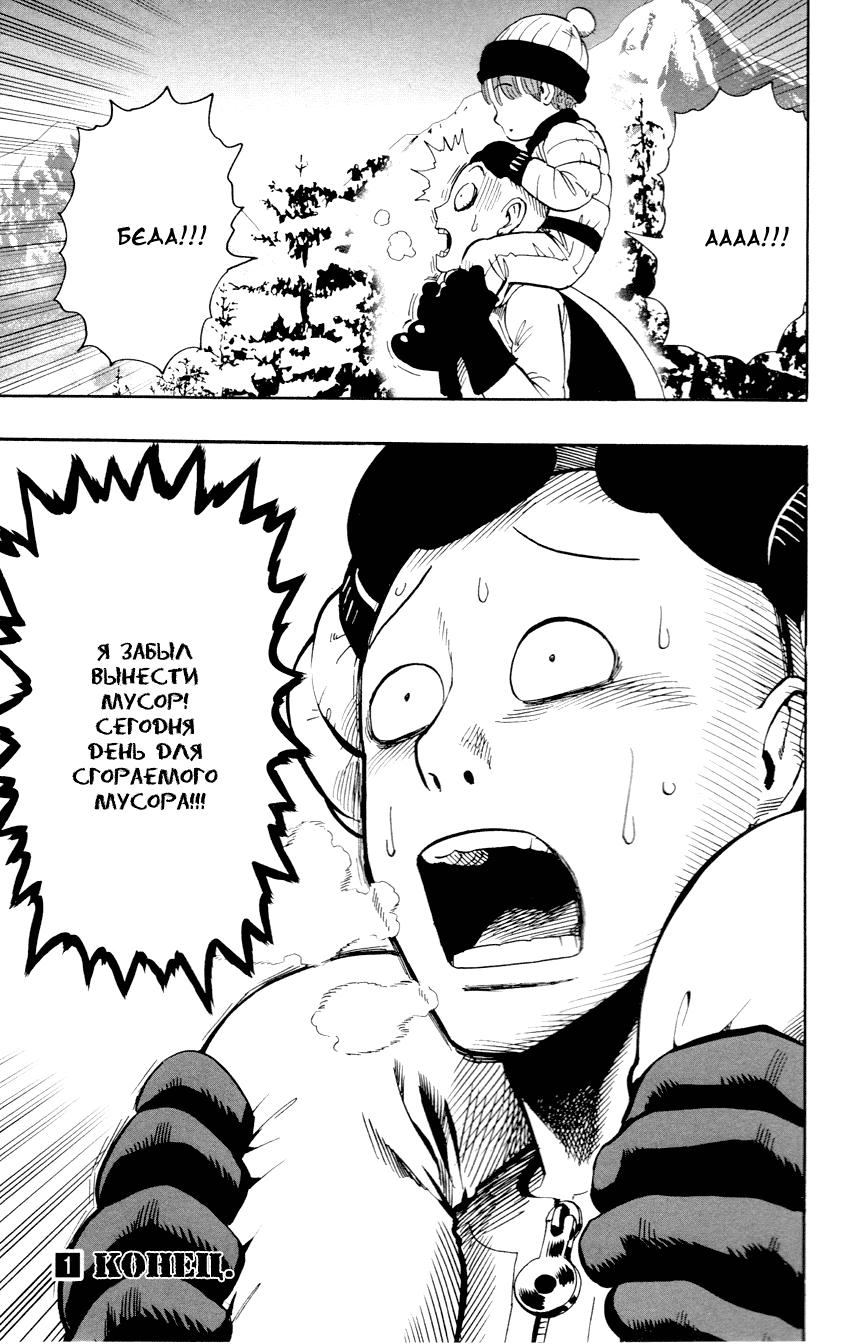 АААА!!!
БЕДА!!!
Я ЗАБЫЛ
ВЫНЕСТИ
МУСОР!
СЕГОДНЯ
ДЕНЬ ДЛЯ
СГОРАЕМОГО
МУСОРА!!!
1 КОНЕЦ.